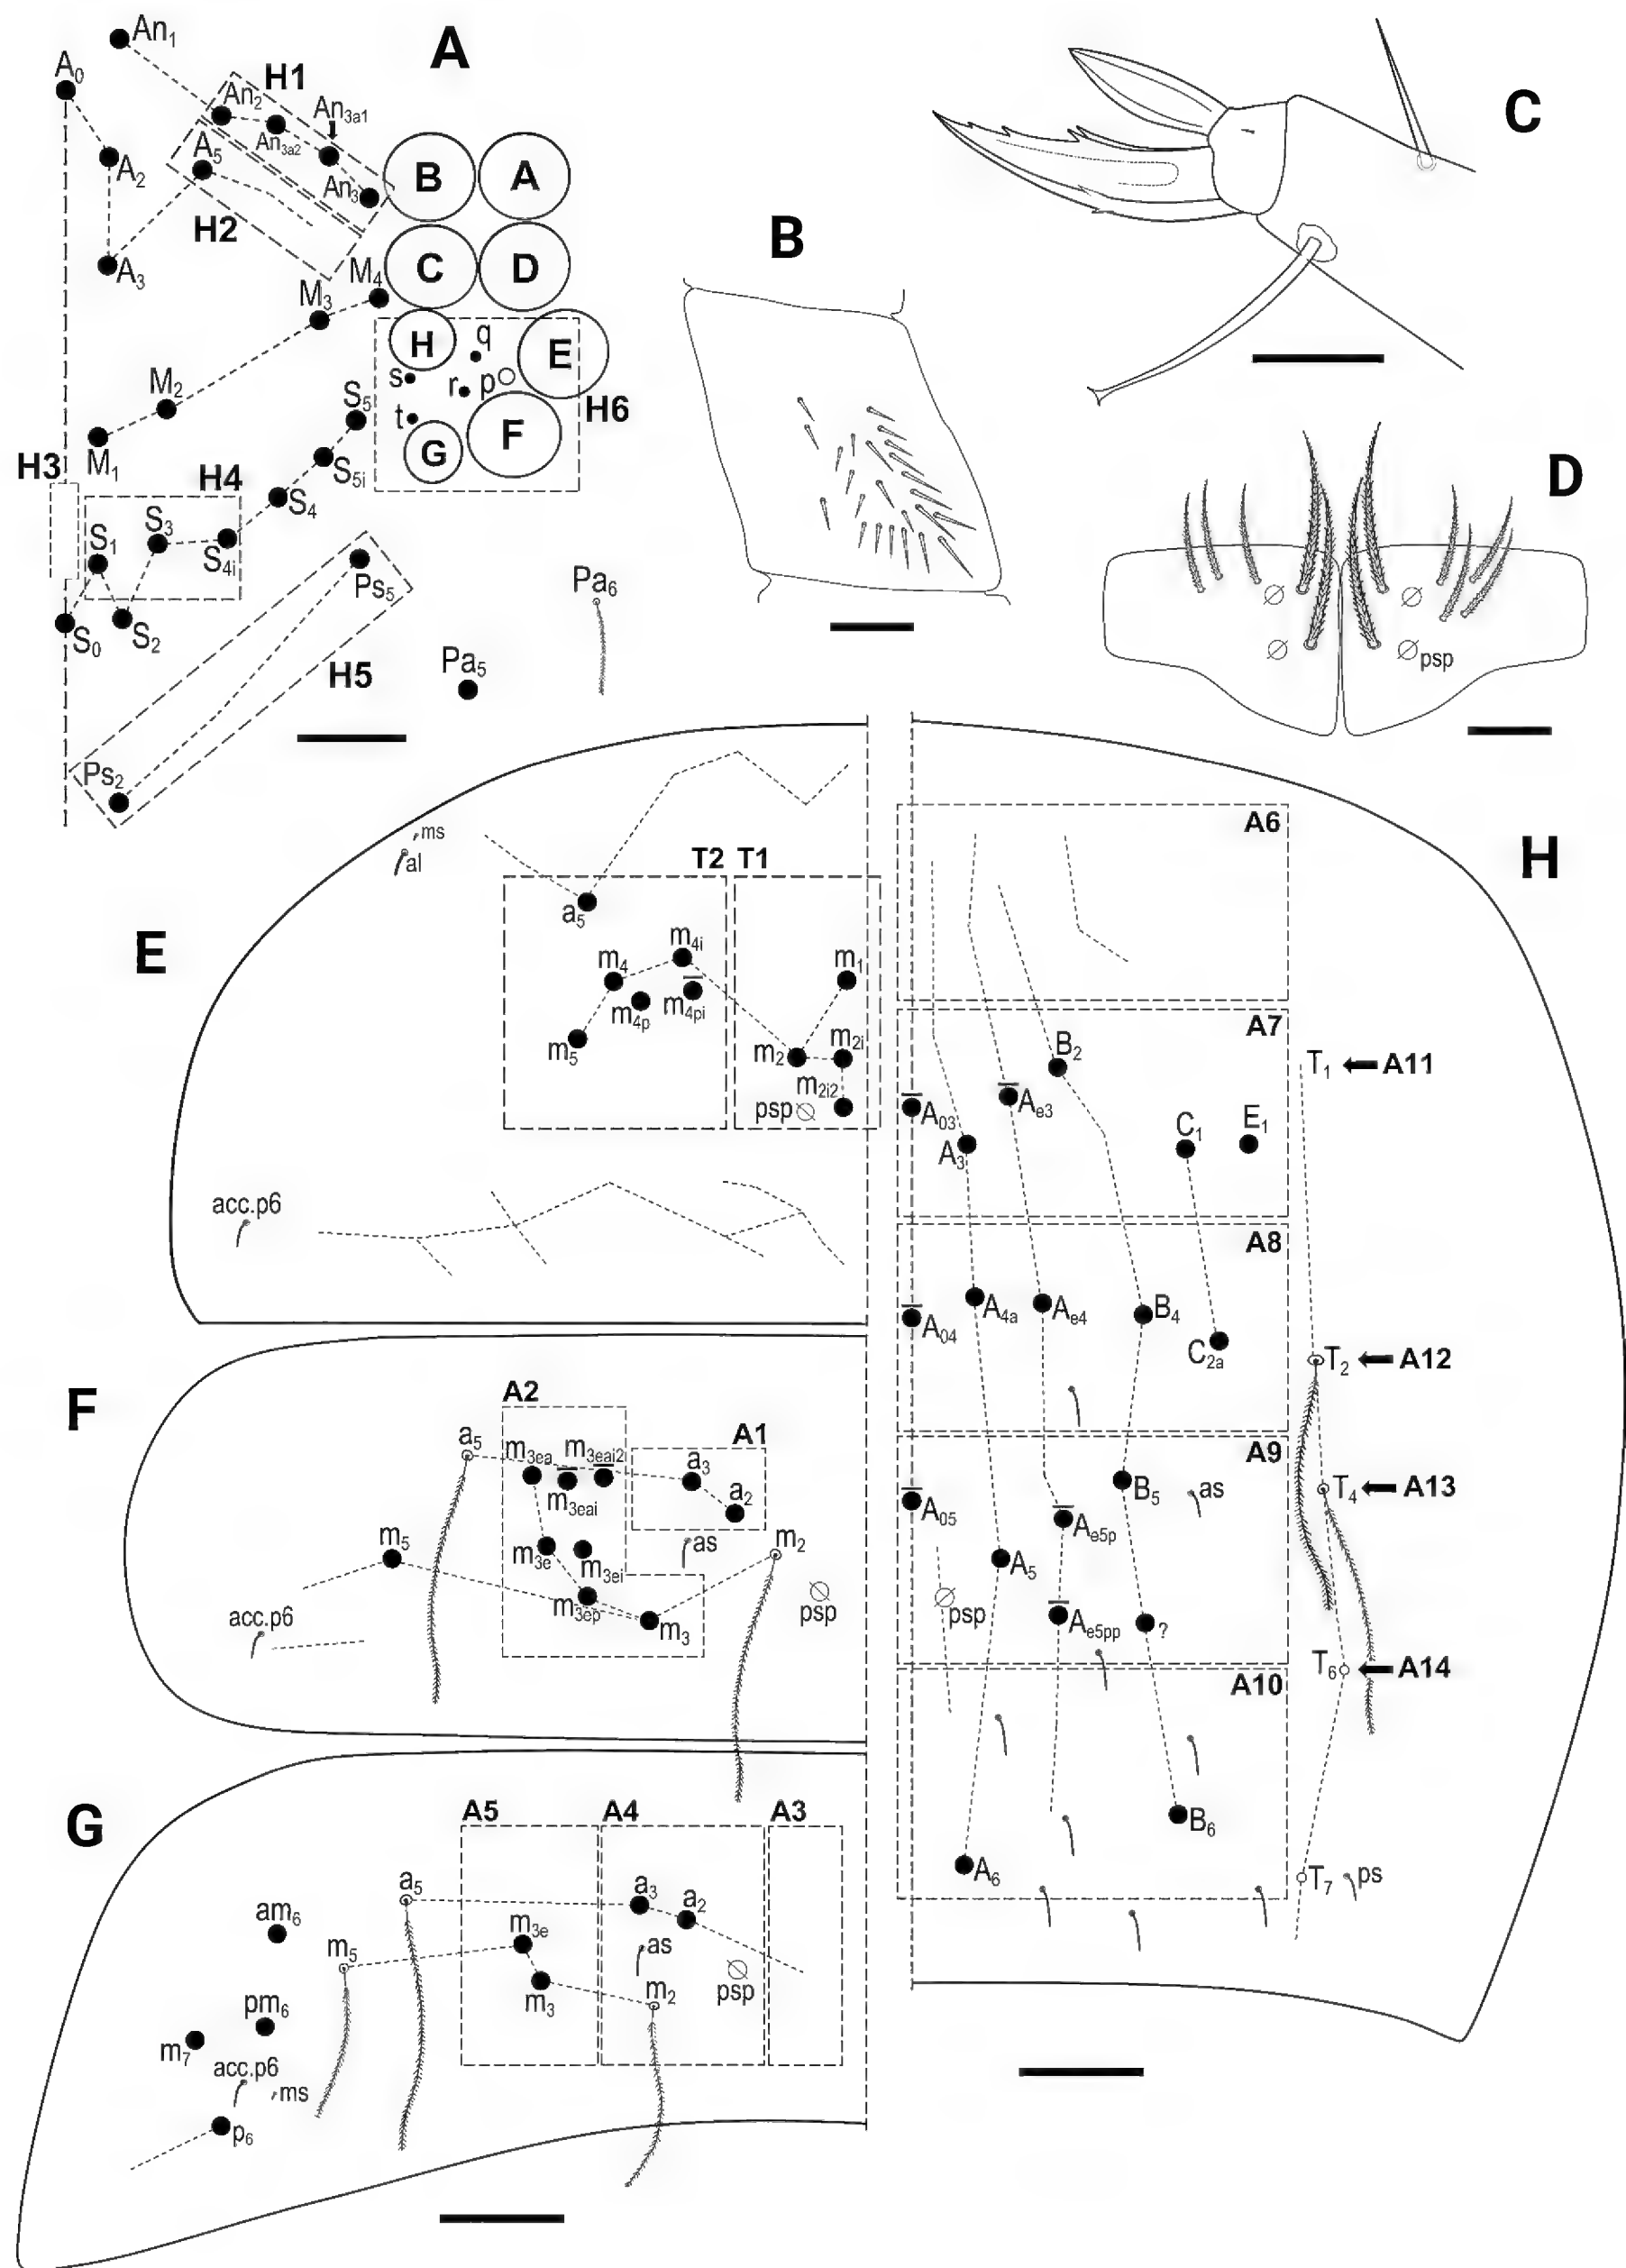 A
An1
A0
H1
An2
An3a1
An3a2
A5
A2
An3
H2
A3
M4
M3
B
A
C
D
H
q
E
s
r
p
t
F
G
H6
M2
M1
S5
S5i
H3
H4
S4
S3
S1
S4i
S0
S2
Ps5
H5
Ps2
Pa6
Pa5
B
C
D
psp
E
ms
al
T2
T1
a5
m4i
m4
m4p
m4pi
m5
m1
m2
m2i
m2i2
psp
acc.p6
F
A2
A1
a5
m3ea
m3eai2
m3eai
a3
a2
m5
m3e
m3ei
as
m2
m3ep
m3
psp
acc.p6
G
A5
A4
A3
a5
a3
a2
am6
m3e
m5
as
psp
m3
m2
pm6
m7
acc.p6
ms
p6
H
A6
A7
B2
T1
A11
A03
Ae3
A3
C1
E1
A8
A04
A4a
Ae4
B4
C2a
T2
A12
A9
A05
B5
as
T4
A13
Ae5p
A5
psp
Ae5pp
?
T6
A14
A10
B6
A6
T7
ps